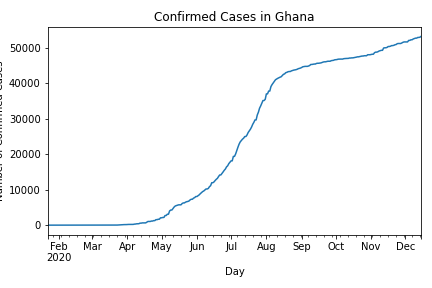 Confirmed Cases in Ghana
Number of Confirmed Cases
50000
40000
30000
20000
10000
0
Feb Mar Apr May Jun Jul Aug Sep Oct Nov Dec
2020
Day